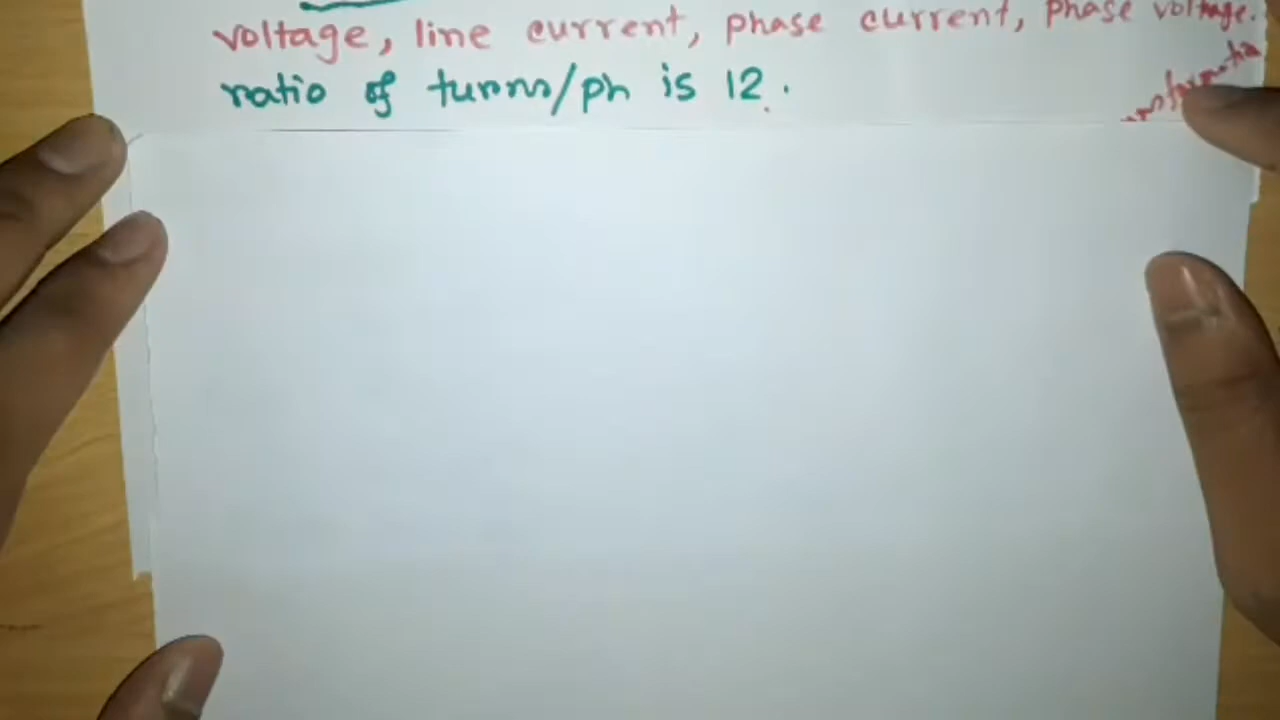 voltage, line current, phase current, phase voltage.
ratio of turns/ph is 12.